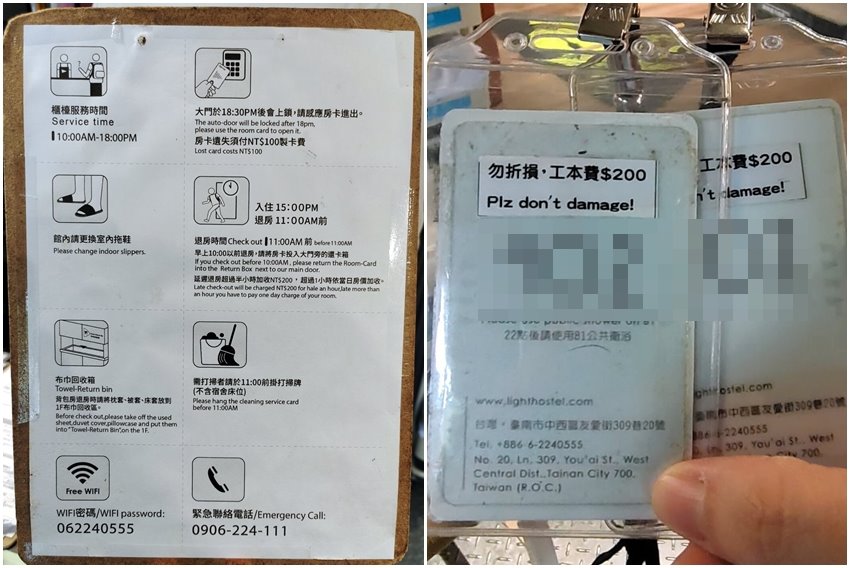 櫃檯服務時間
Service time
10:00AM-18:00PM
大門於18:30PM後會上鎖,請感應房卡進出。
The auto-door will be locked after 18pm,
please use the room card to open it.
房卡遺失須付NT$100製卡費
Lost card costs NT$100
館內請更換室內拖鞋
Please change indoor slippers.
入住 15:00PM
退房 11:00AM前
退房時間 Check out 11:00AM 前 before 11:00AM
早上10:00以前退房,請將房卡投入大門旁的還卡箱
If you check out before 10:00AM , please return the Room-Card
into the Return Box next to our main door.
延遲退房超過半小時加收NT$200,超過1小時依當日房價加收。
Late check-out will be charged NT$200 for hale an hour,late more than
an hour you have to pay one day charge of your room.
布巾回收箱
Towel-Return bin
背包房退房時請將枕套、被套、床套放到
1F布巾回收區。
Before check out,please take off the used
sheet,duvet cover,pillowcase and put them
into"Towel-Return Bin",on the 1F.
需打掃者請於11:00前掛打掃牌
(不含宿舍床位)
Please hang the cleaning service card
before 11:00AM
Free WIFI
WIFI密碼/WIFI password:
062240555
緊急聯絡電話/Emergency Call:
0906-224-111
勿折損,工本費$200
Plz don't damage!
22點後請使用B1公共衛浴
www.lighthostel.com
台灣,臺南市中西區友愛街309巷20號
Tel. +886-6-2240555
No. 20, Ln. 309, You'ai St., West
Central Dist., Tainan City 700,
Taiwan (R.O.C.)
工本費$200
n't damage!
hostel.com
南市中西區友愛街309巷20號
6-2240555
309, You'ai St., West
Tainan City 700,